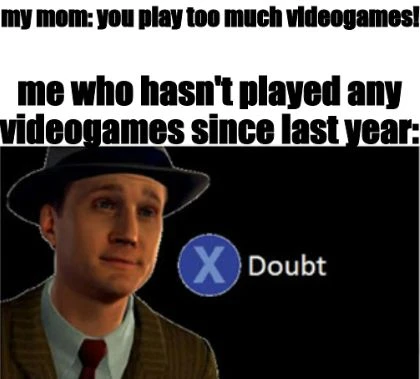 my mom: you play too much videogames!
me who hasn't played any
videogames since last year:
X Doubt